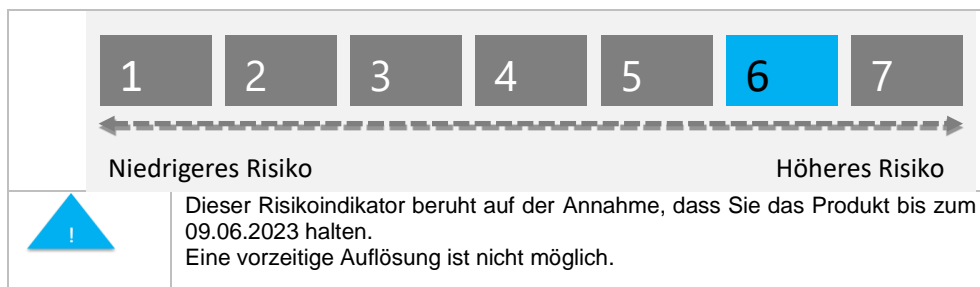 1 2 3 4 5 6 7
Niedrigeres Risiko Höheres Risiko
Dieser Risikoindikator beruht auf der Annahme, dass Sie das Produkt bis zum
!
09.06.2023 halten.
Eine vorzeitige Auflösung ist nicht möglich.